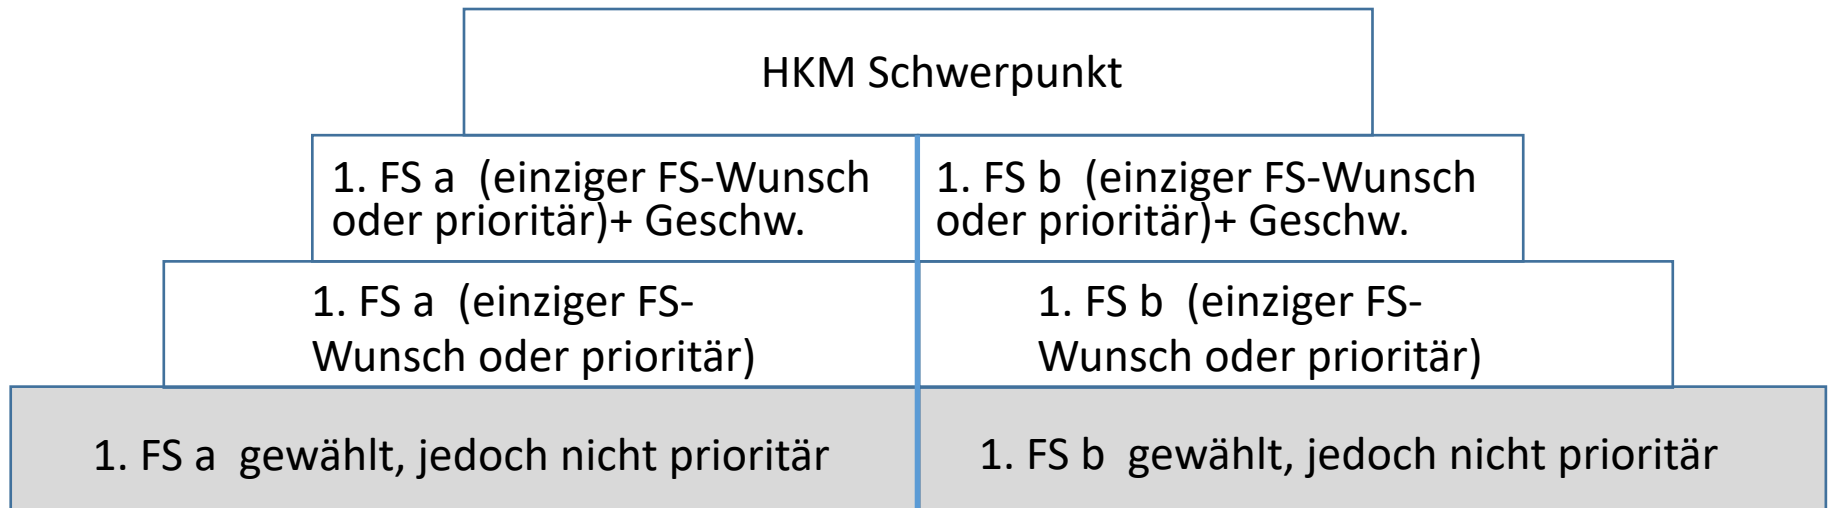 HKM Schwerpunkt
1. FS a  (einziger FS-Wunsch
oder prioritär)+ Geschw.
1. FS b  (einziger FS-Wunsch
oder prioritär)+ Geschw.
1. FS a  (einziger FS-
Wunsch oder prioritär)
1. FS b  (einziger FS-
Wunsch oder prioritär)
1. FS a  gewählt, jedoch nicht prioritär
1. FS b  gewählt, jedoch nicht prioritär